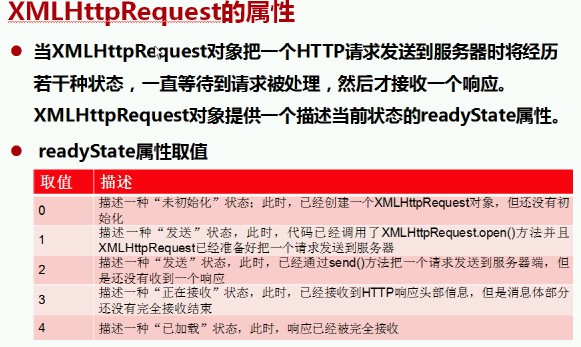 XMLHttpRequest的属性
当XMLHttpRequest对象把一个HTTP请求发送到服务器时将经历
若干种状态，一直等待到请求被处理，然后才接收一个响应。
XMLHttpRequest对象提供一个描述当前状态的readyState属性。
readyState属性取值
取值 描述
0 描述一种“未初始化”状态；此时，已经创建一个XMLHttpRequest对象，但还没有初
始化
1 描述一种“发送”状态，此时，代码已经调用了XMLHttpRequest.open()方法并且
XMLHttpRequest已经准备好把一个请求发送到服务器
2 描述一种“发送”状态，此时，已经通过send()方法把一个请求发送到服务器端，但
是还没有收到一个响应
3 描述一种“正在接收”状态，此时，已经接收到HTTP响应头部信息，但是消息体部分
还没有完全接收结束
4 描述一种“已加载”状态，此时，响应已经被完全接收